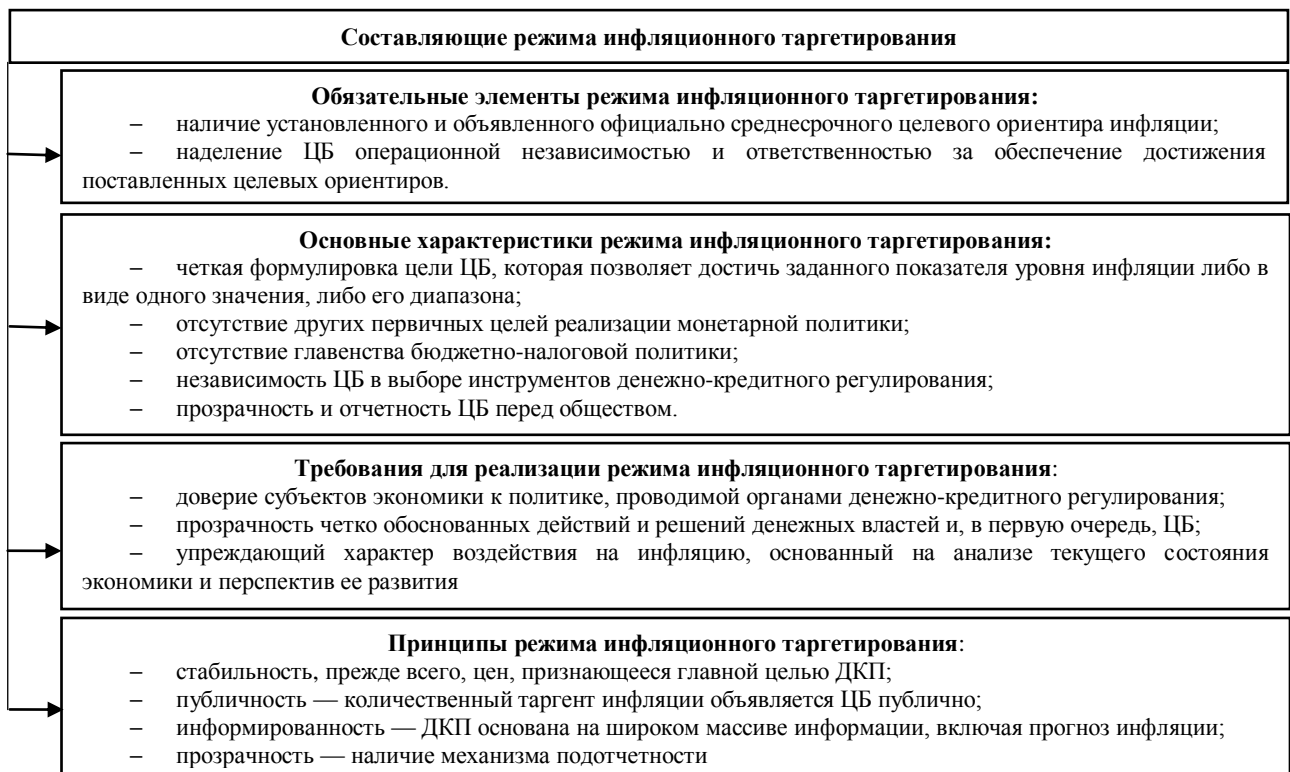 Составляющие режима инфляционного таргетирования
Обязательные элементы режима инфляционного таргетирования:
– наличие установленного и объявленного официально среднесрочного целевого ориентира инфляции;
– наделение ЦБ операционной независимостью и ответственностью за обеспечение достижения
поставленных целевых ориентиров.
Основные характеристики режима инфляционного таргетирования:
– четкая формулировка цели ЦБ, которая позволяет достичь заданного показателя уровня инфляции либо в
виде одного значения, либо его диапазона;
– отсутствие других первичных целей реализации монетарной политики;
– отсутствие главенства бюджетно-налоговой политики;
– независимость ЦБ в выборе инструментов денежно-кредитного регулирования;
– прозрачность и отчетность ЦБ перед обществом.
Требования для реализации режима инфляционного таргетирования:
– доверие субъектов экономики к политике, проводимой органами денежно-кредитного регулирования;
– прозрачность четко обоснованных действий и решений денежных властей и, в первую очередь, ЦБ;
– упреждающий характер воздействия на инфляцию, основанный на анализе текущего состояния
экономики и перспектив ее развития
Принципы режима инфляционного таргетирования:
– стабильность, прежде всего, цен, признающееся главной целью ДКП;
– публичность — количественный таргент инфляции объявляется ЦБ публично;
– информированность — ДКП основана на широком массиве информации, включая прогноз инфляции;
– прозрачность — наличие механизма подотчетности